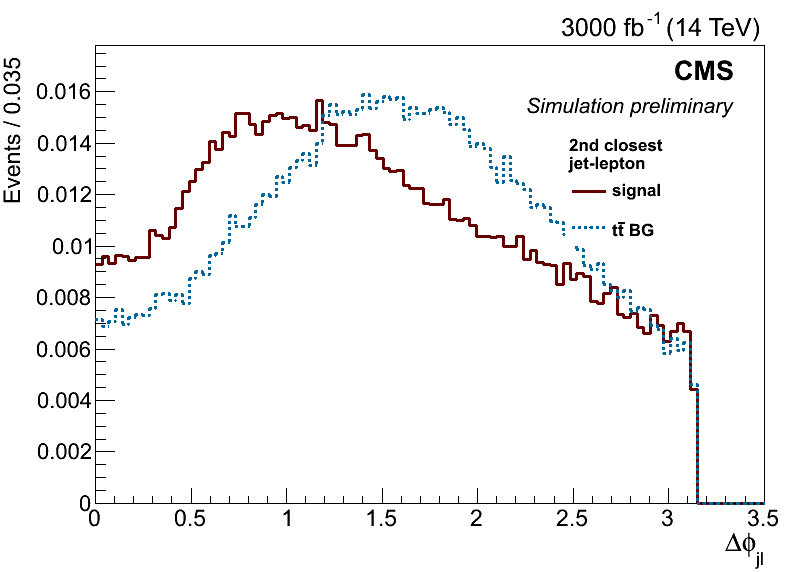 3000 fb⁻¹ (14 TeV)
CMS
Simulation preliminary
2nd closest
jet-lepton
signal
tt̄ BG
Events / 0.035
0.016
0.014
0.012
0.01
0.008
0.006
0.004
0.002
0
0 0.5 1 1.5 2 2.5 3 3.5
Δϕjl